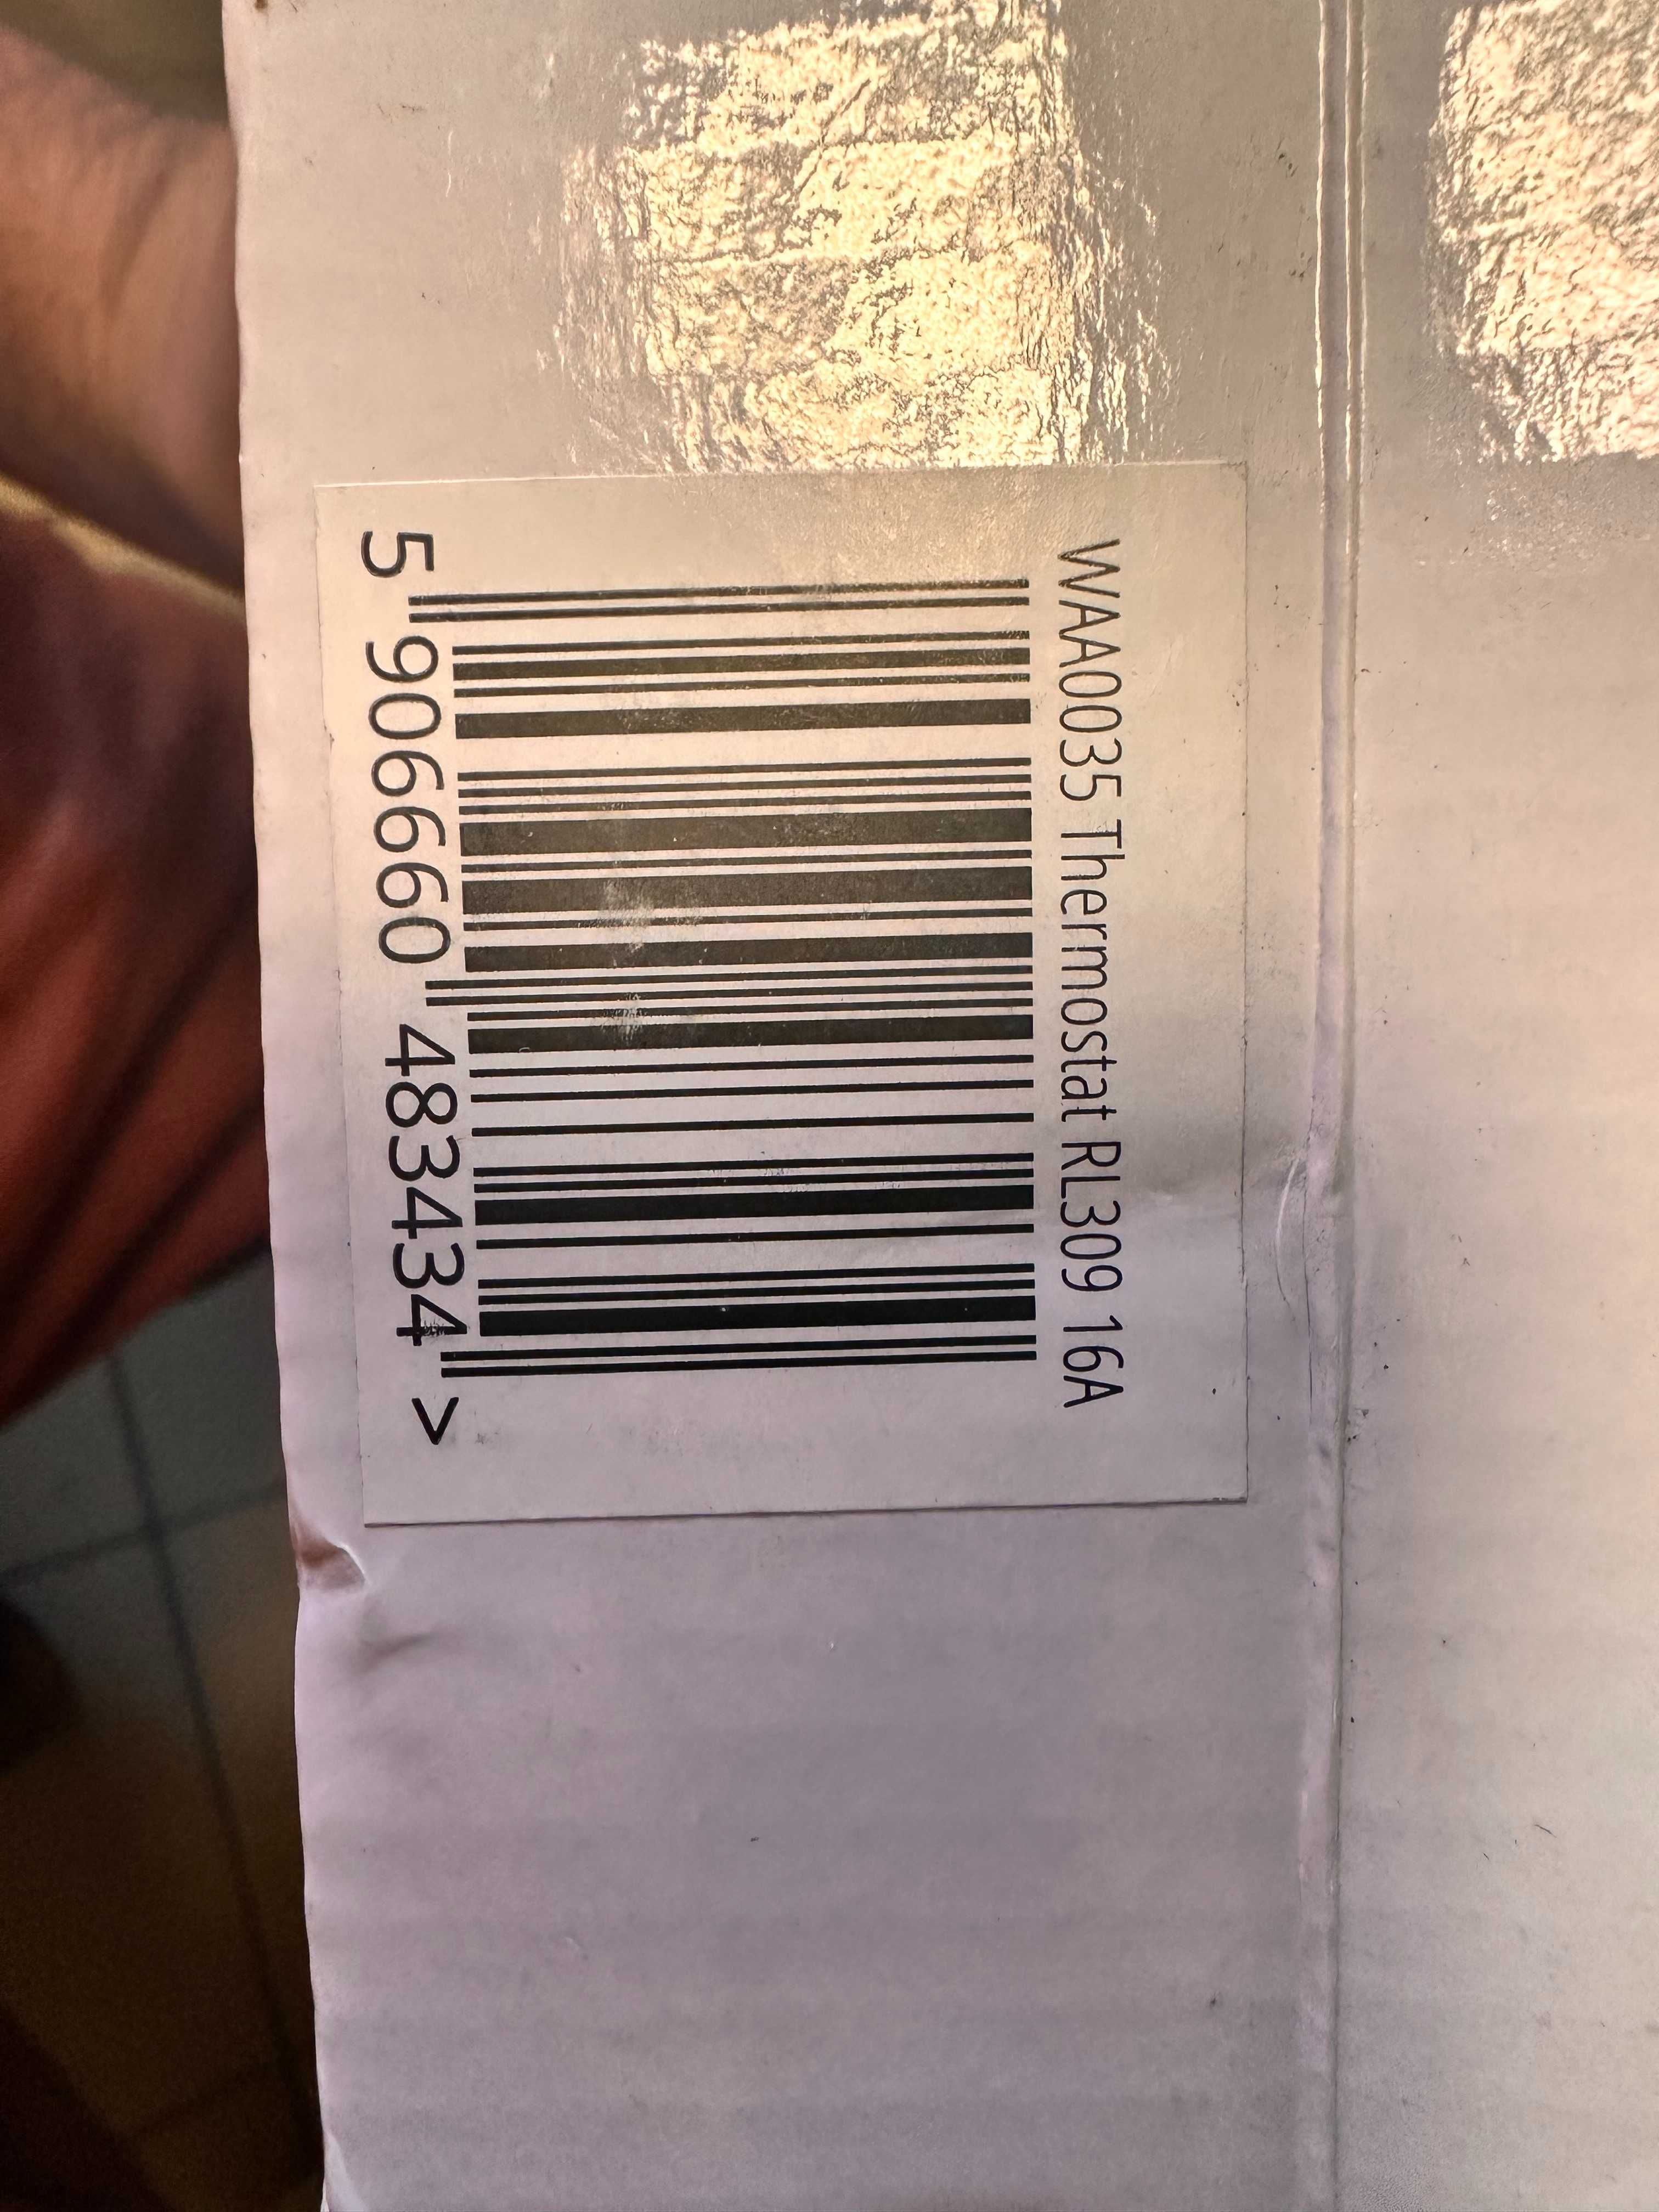 WAA0035 Thermostat RL309 16A
5 906660 483434 >